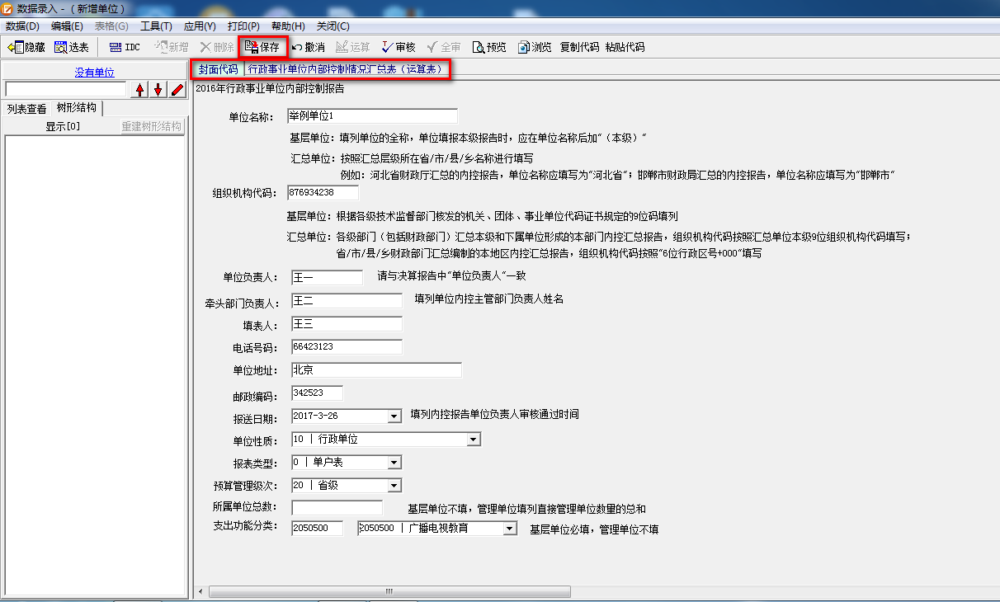 数据录入 -（新增单位）
数据(D) 编辑(E) 表格(G) 工具(T) 应用(Y) 打印(P) 帮助(H) 关闭(C)
隐藏 选表 IDC 新增 删除 保存 撤消 运算 审核 全审 预览 浏览 复制代码 粘贴代码
没有单位
封面代码 行政事业单位内部控制情况汇总表（运算表）
2016年行政事业单位内部控制报告
列表查看 树形结构
显示[0] 重建树形结构
单位名称： 举例单位1
基层单位：填列单位的全称，单位填报本级报告时，应在单位名称后加"（本级）"
汇总单位：按照汇总层级所在省/市/县/乡名称进行填写
例如：河北省财政厅汇总的内控报告，单位名称应填写为"河北省"；邯郸市财政局汇总的内控报告，单位名称应填写为"邯郸市"
组织机构代码： 876934238
基层单位：根据各级技术监督部门核发的机关、团体、事业单位代码证书规定的9位码填列
汇总单位：各级部门（包括财政部门）汇总本级和下属单位形成的本部门内控汇总报告，组织机构代码按照汇总单位本级9位组织机构代码填写；
省/市/县/乡财政部门汇总编制的本地区内控汇总报告，组织机构代码按照"6位行政区号+000"填写
单位负责人： 王一 请与决算报告中"单位负责人"一致
牵头部门负责人： 王二 填列单位内控主管部门负责人姓名
填表人： 王三
电话号码： 66423123
单位地址： 北京
邮政编码： 342523
报送日期： 2017-3-26 填列内控报告单位负责人审核通过时间
单位性质： 10 | 行政单位
报表类型： 0 | 单户表
预算管理级次： 20 | 省级
所属单位总数： 基层单位不填，管理单位填列直接管理单位数量的总和
支出功能分类： 2050500 2050500 | 广播电视教育 基层单位必填，管理单位不填